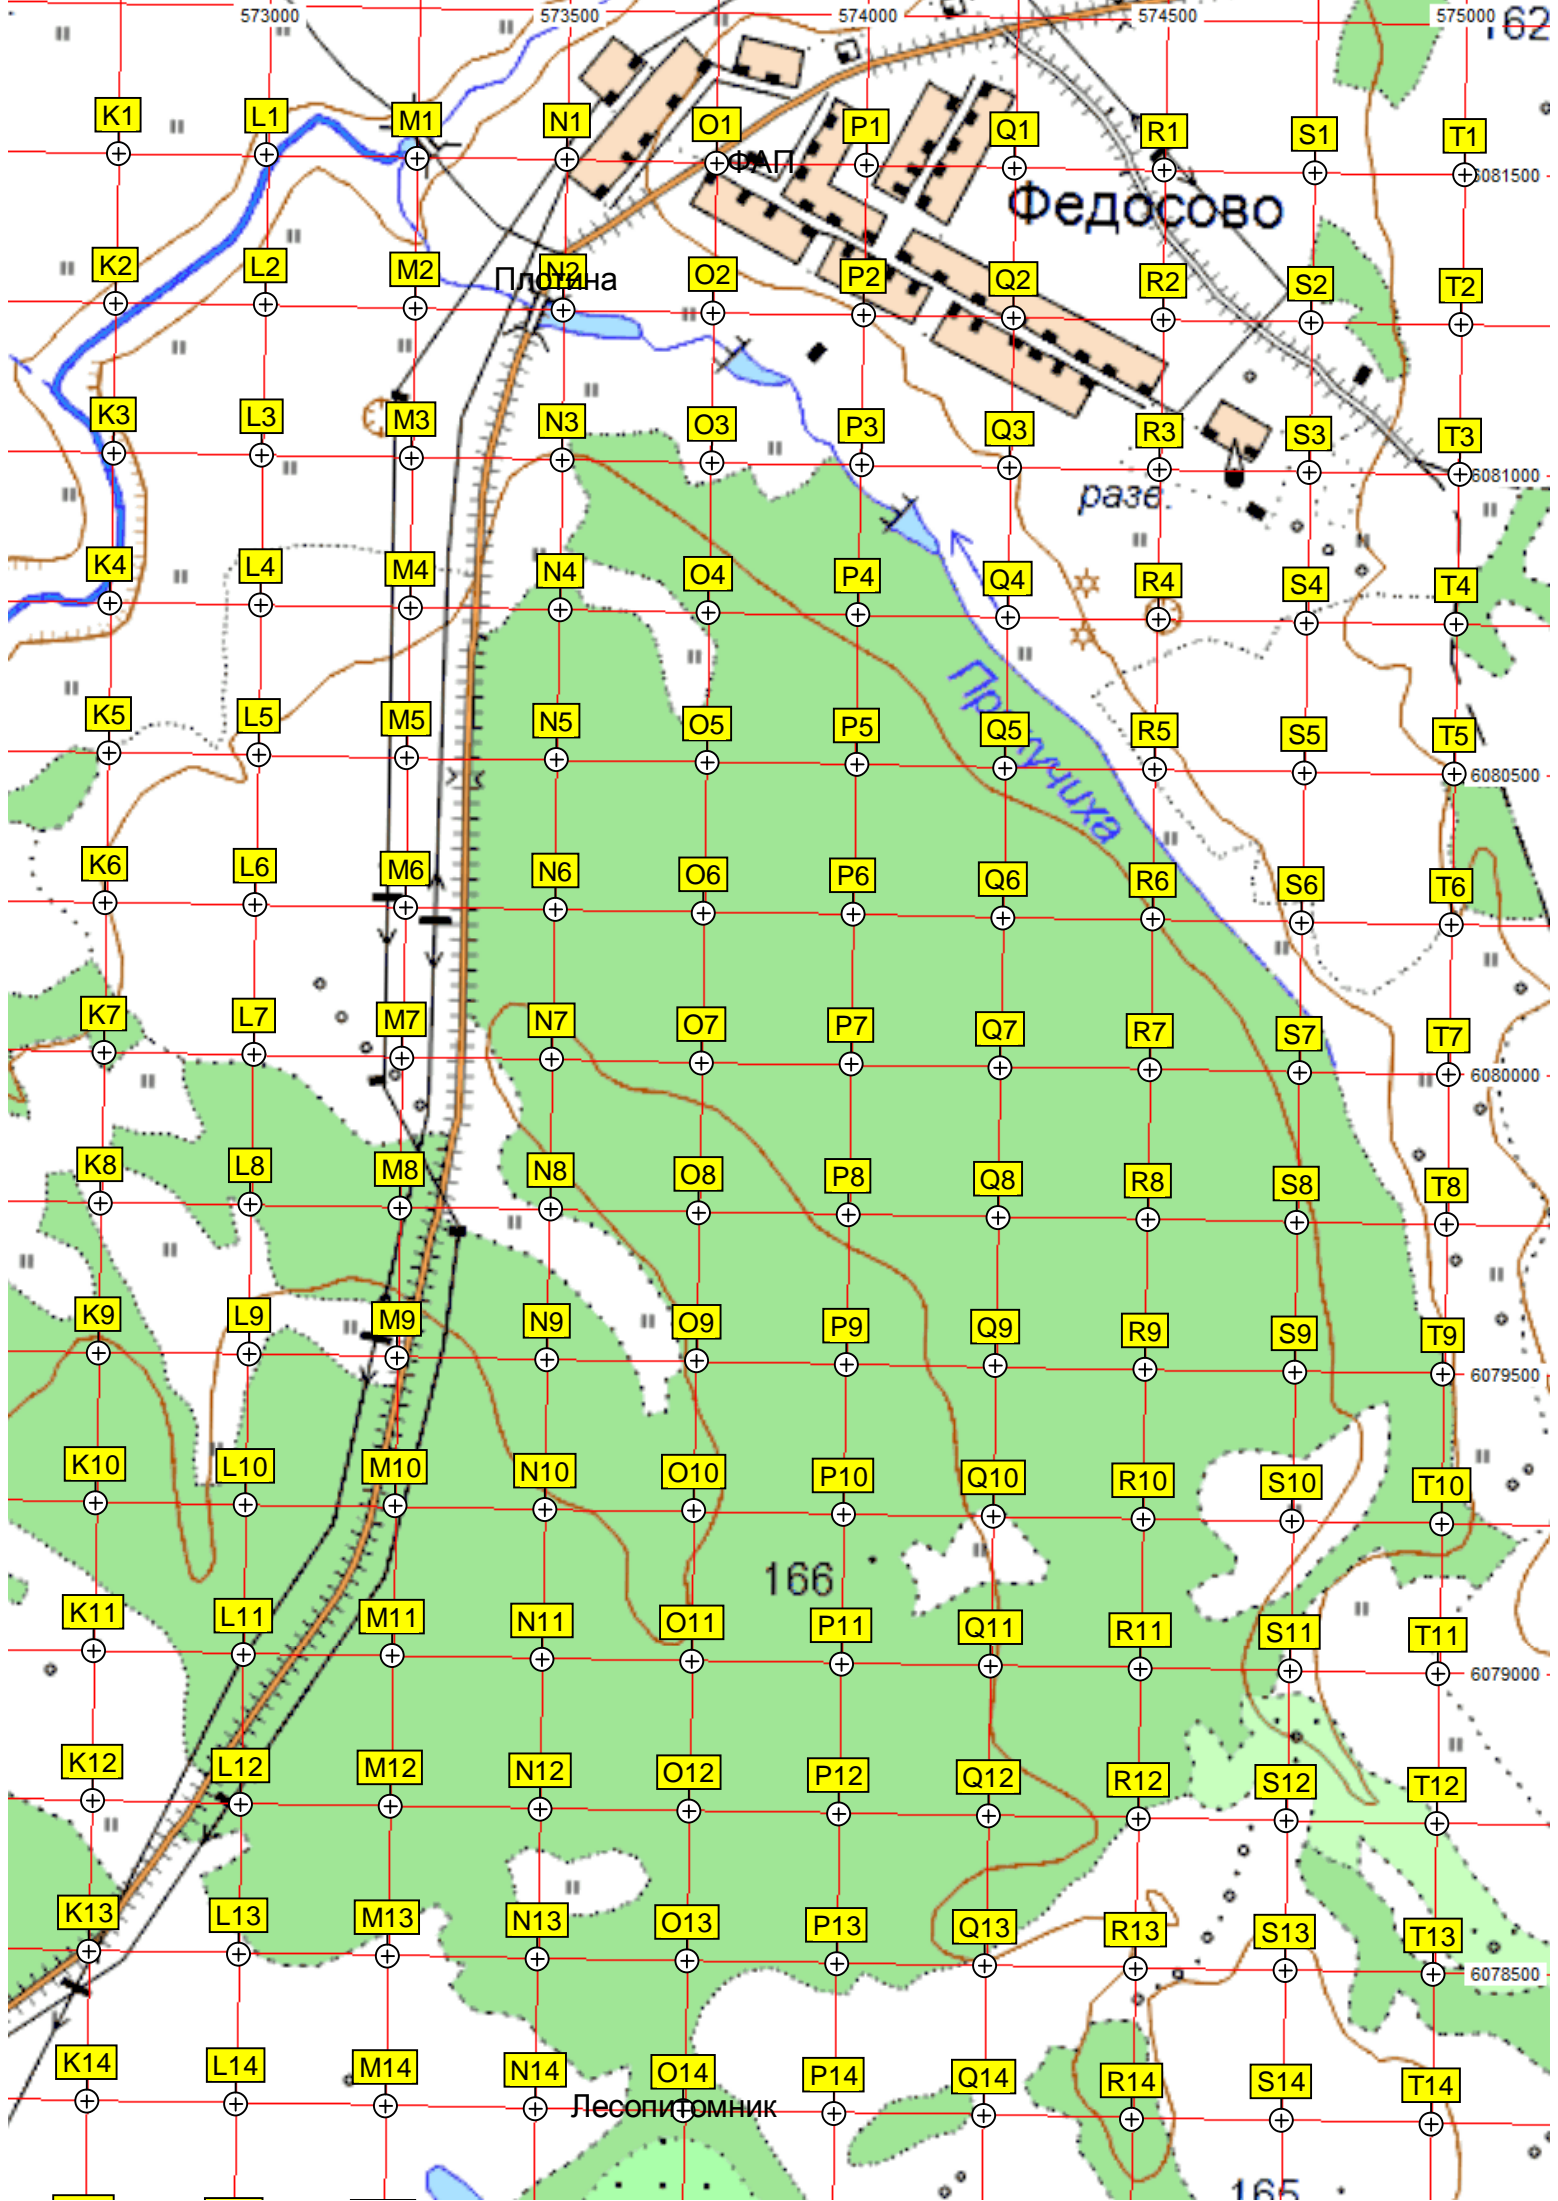 573000 573500 574000 574500 575000 162
K1 L1 M1 N1 O1 P1 Q1 R1 S1 T1
ФАП
6081500
Федосово
K2 L2 M2 N2 O2 P2 Q2 R2 S2 T2
Плотина
K3 L3 M3 N3 O3 P3 Q3 R3 S3 T3
6081000
разв.
K4 L4 M4 N4 O4 P4 Q4 R4 S4 T4
K5 L5 M5 N5 O5 P5 Q5 R5 S5 T5
6080500
K6 L6 M6 N6 O6 P6 Q6 R6 S6 T6
K7 L7 M7 N7 O7 P7 Q7 R7 S7 T7
6080000
K8 L8 M8 N8 O8 P8 Q8 R8 S8 T8
K9 L9 M9 N9 O9 P9 Q9 R9 S9 T9
6079500
K10 L10 M10 N10 O10 P10 Q10 R10 S10 T10
166
K11 L11 M11 N11 O11 P11 Q11 R11 S11 T11
6079000
K12 L12 M12 N12 O12 P12 Q12 R12 S12 T12
K13 L13 M13 N13 O13 P13 Q13 R13 S13 T13
6078500
K14 L14 M14 N14 O14 P14 Q14 R14 S14 T14
Лесопитомник
165